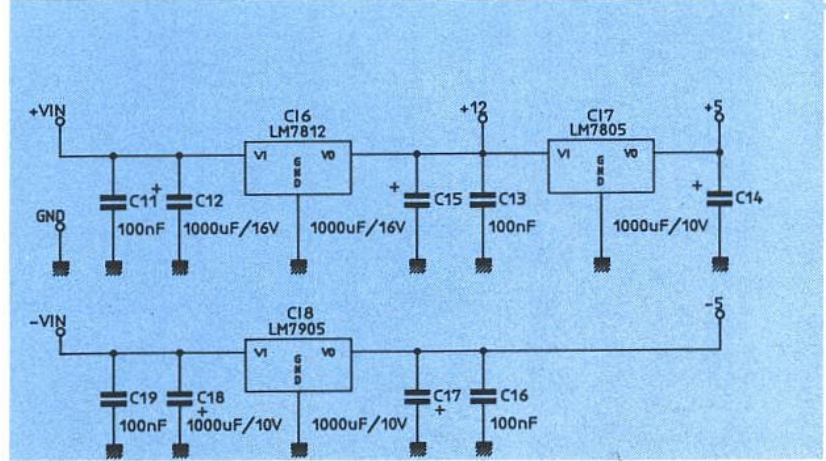 +VIN
CI6
LM7812
VI
VO
GND
+12
CI7
LM7805
VI
VO
GND
+5
GND
C11
100nF
+
C12
1000uF/16V
+
C15
1000uF/16V
C13
100nF
+
C14
1000uF/10V
-VIN
CI8
LM7905
VI
VO
GND
-5
C19
100nF
C18
+
1000uF/10V
C17
+
1000uF/10V
C16
100nF